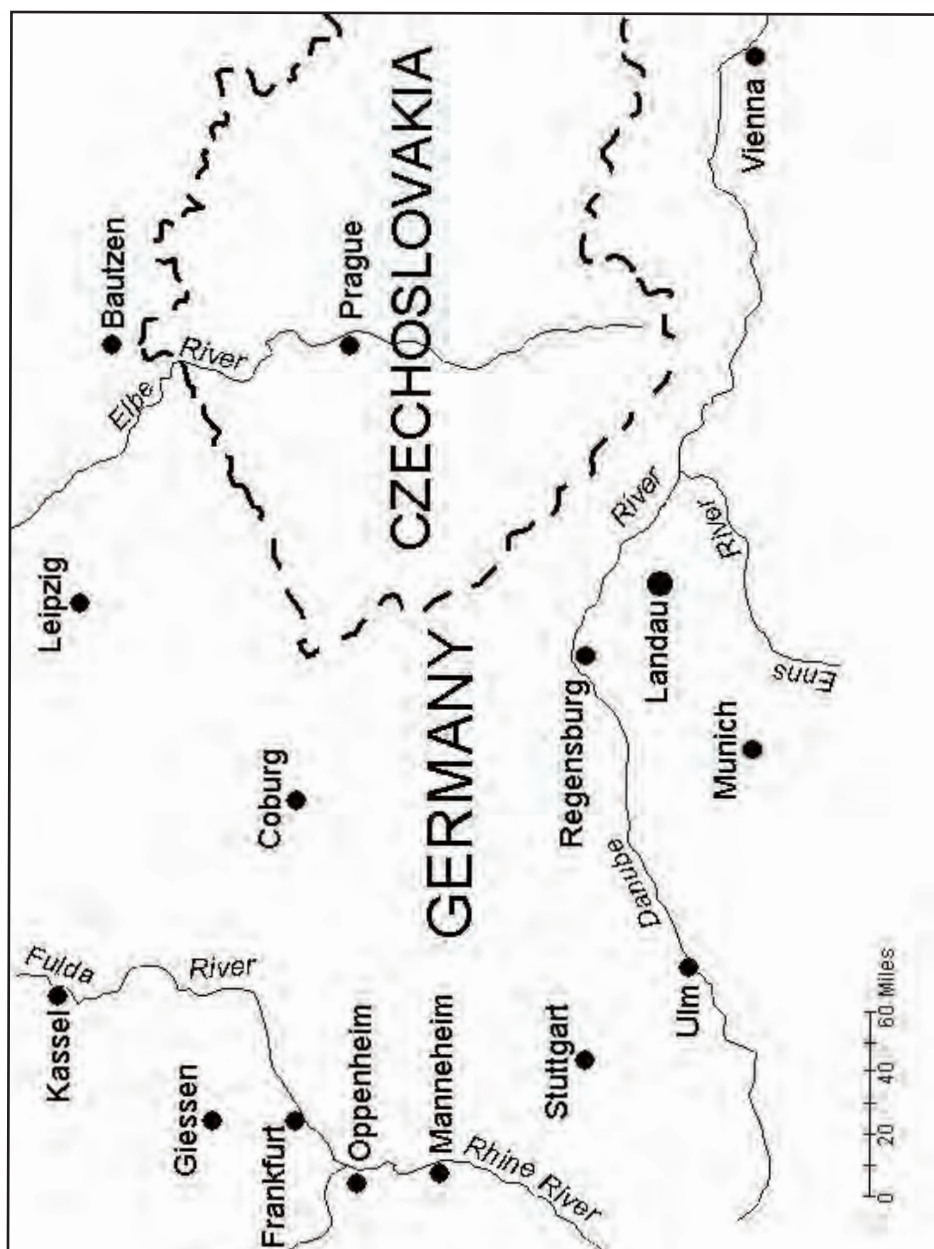 Kassel
Fulda
River
Giessen
Frankfurt
Oppenheim
Manneheim
Rhine River
Stuttgart
Ulm
Danube
River
Coburg
GERMANY
Leipzig
Elbe
River
Bautzen
Prague
CZECHOSLOVAKIA
Regensburg
Landau
Munich
Enns
River
Vienna
0 20 40 60 Miles